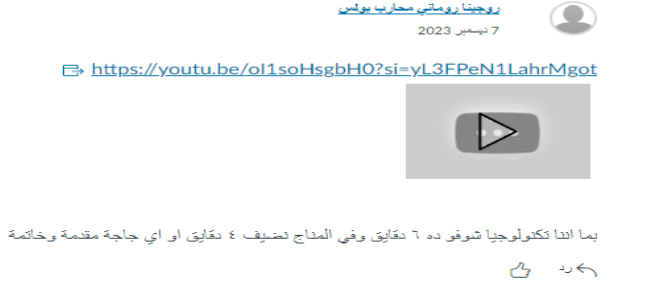 روجينا روماني محارب بولس
7 ديسمبر 2023
https://youtu.be/ol1soHsgbH0?si=yL3FPeN1LahrMgot
بما اننا تكنولوجيا شوفو ده ٦ دقايق وفي المناج نضيف ٤ دقايق او اي جاجة مقدمة وخاتمة
رد